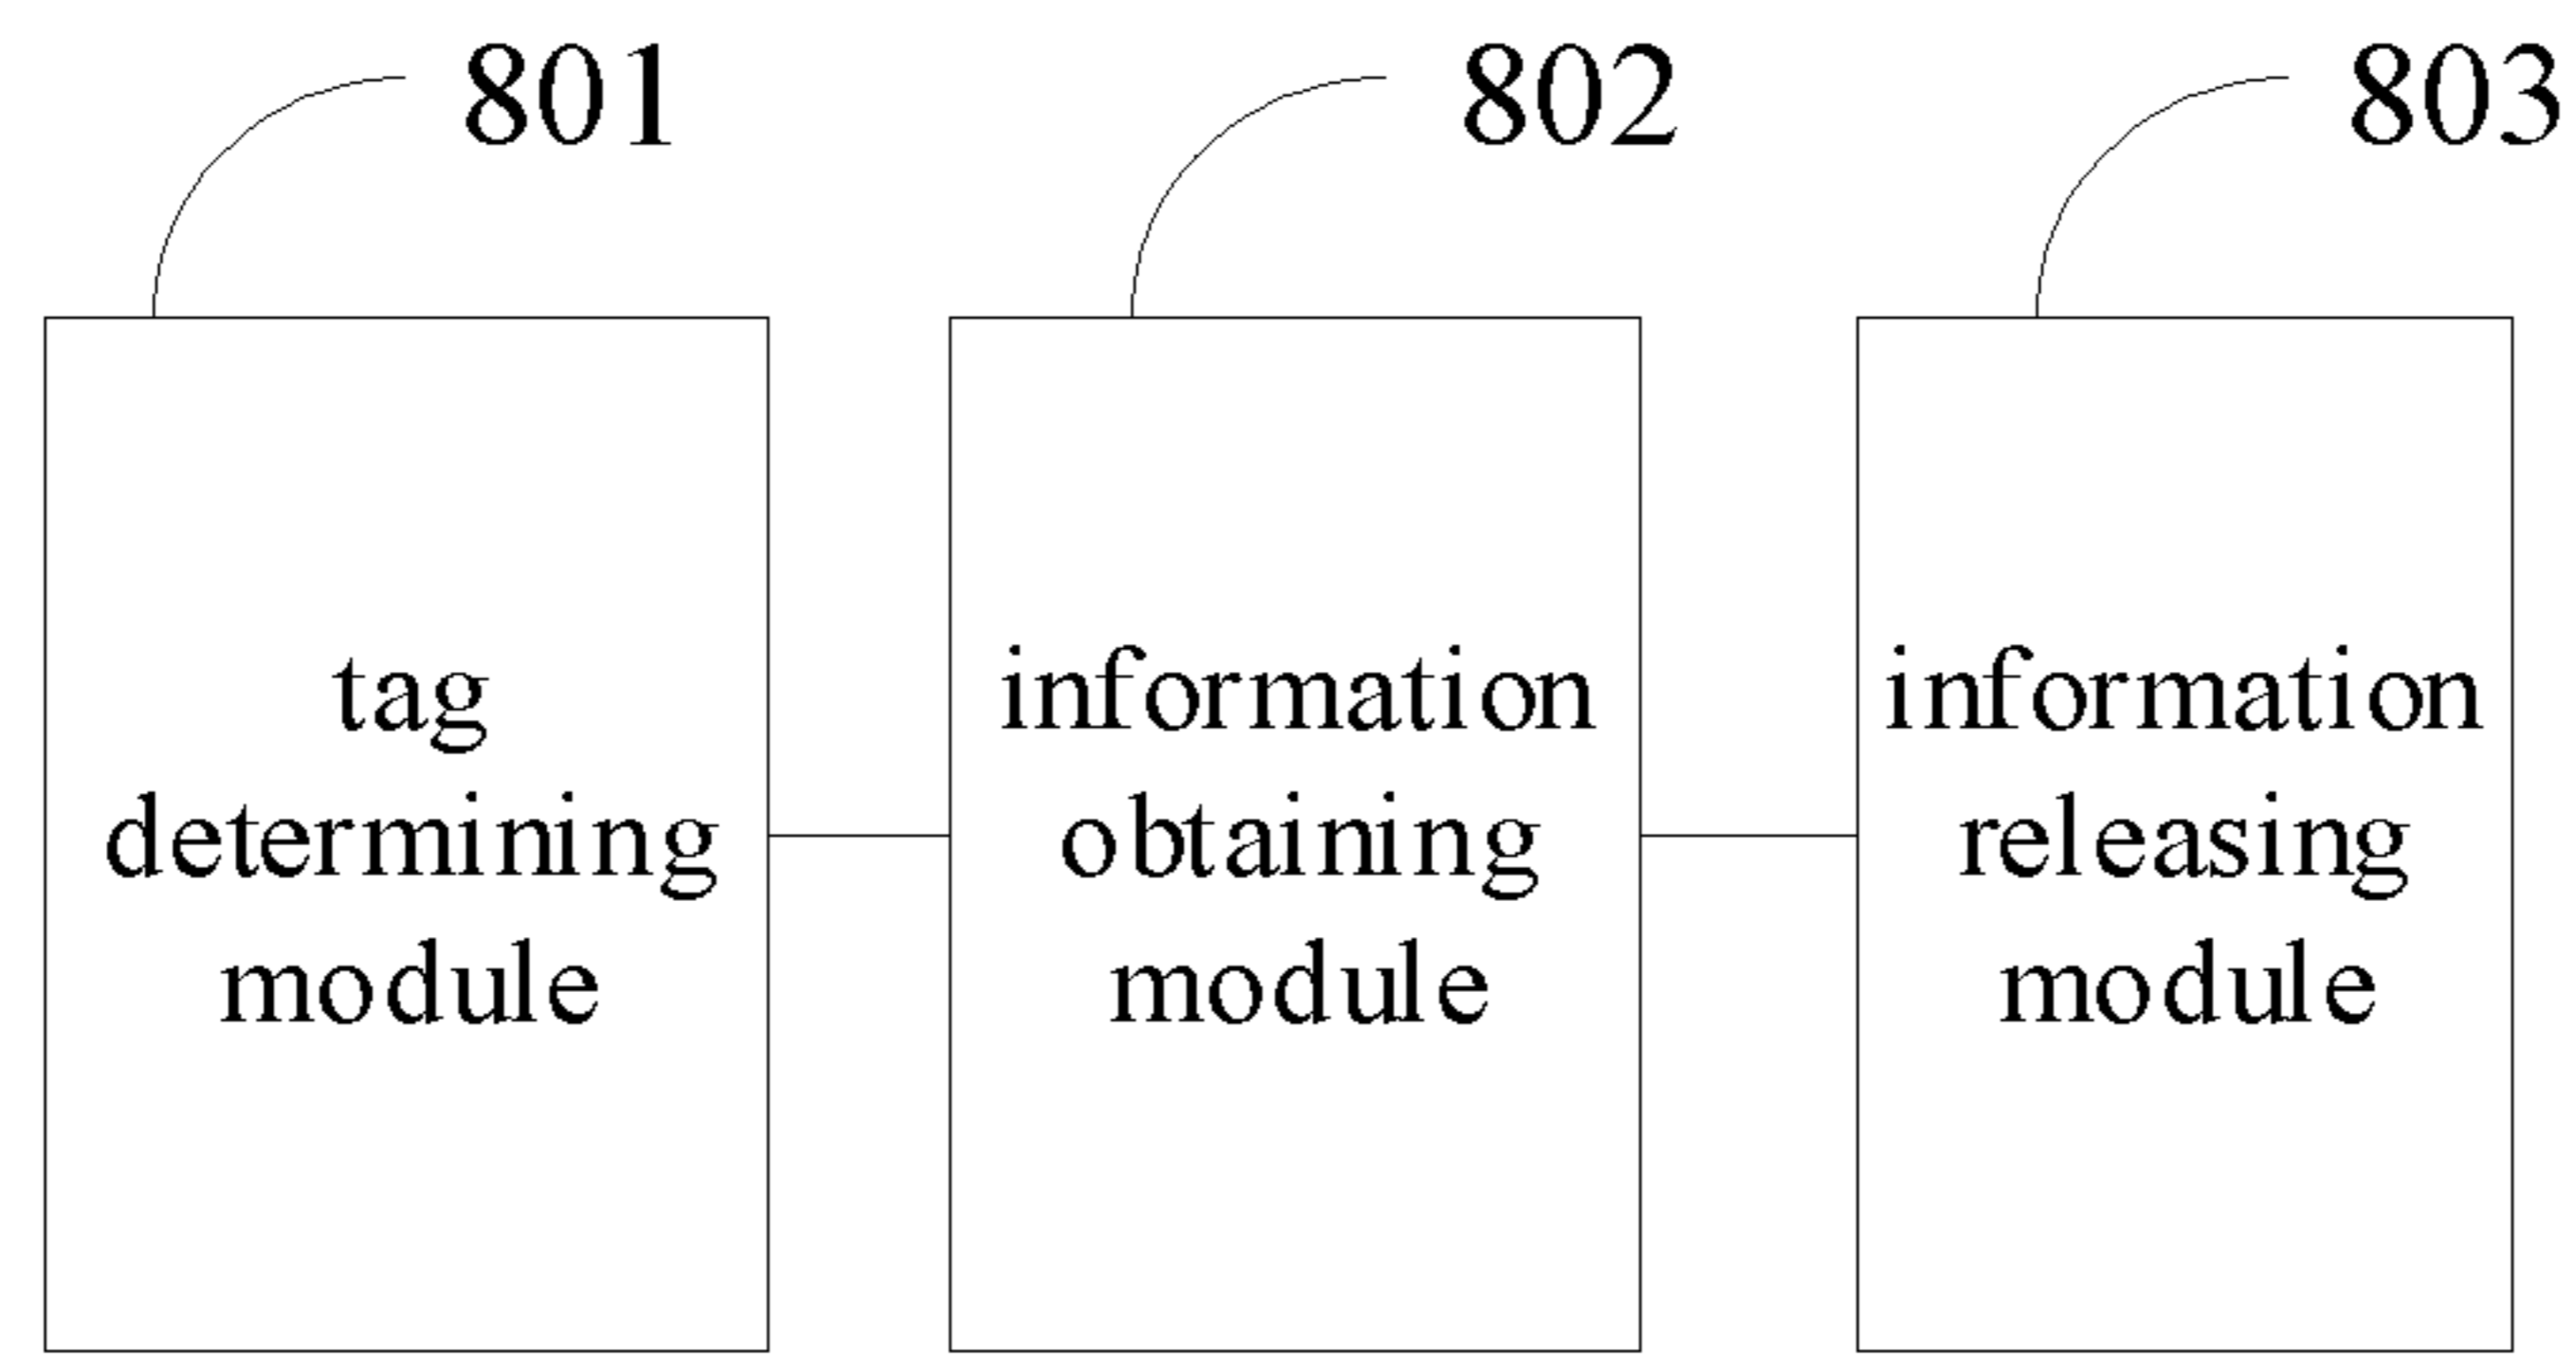 801
802
803
tag
determining
module
information
obtaining
module
information
releasing
module